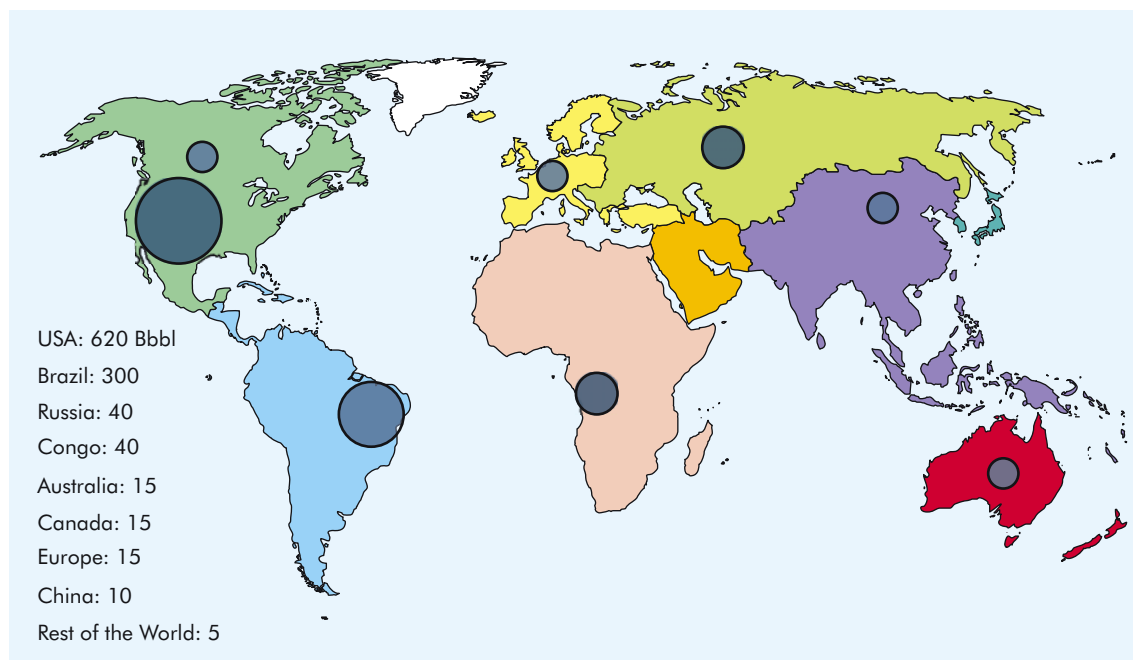 USA: 620 Bbbl
Brazil: 300
Russia: 40
Congo: 40
Australia: 15
Canada: 15
Europe: 15
China: 10
Rest of the World: 5